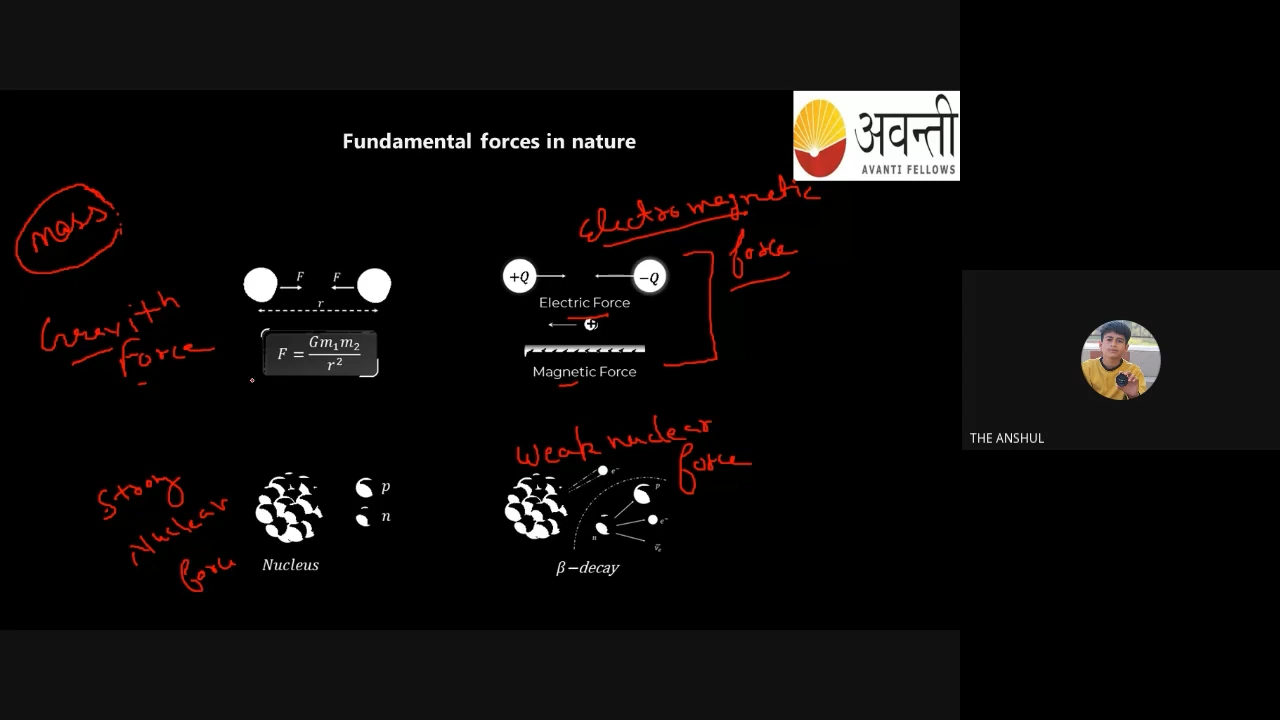 Fundamental forces in nature
अवन्ती
AVANTI FELLOWS
mass
Electromagnetic
force
F F
r
F = Gm₁m₂ / r²
Force
+Q −Q
Electric Force
+
Magnetic Force
Strong
Nuclear
force
p
n
Nucleus
Weak nuclear
force
e⁻
p
n
e⁻
β−decay
THE ANSHUL